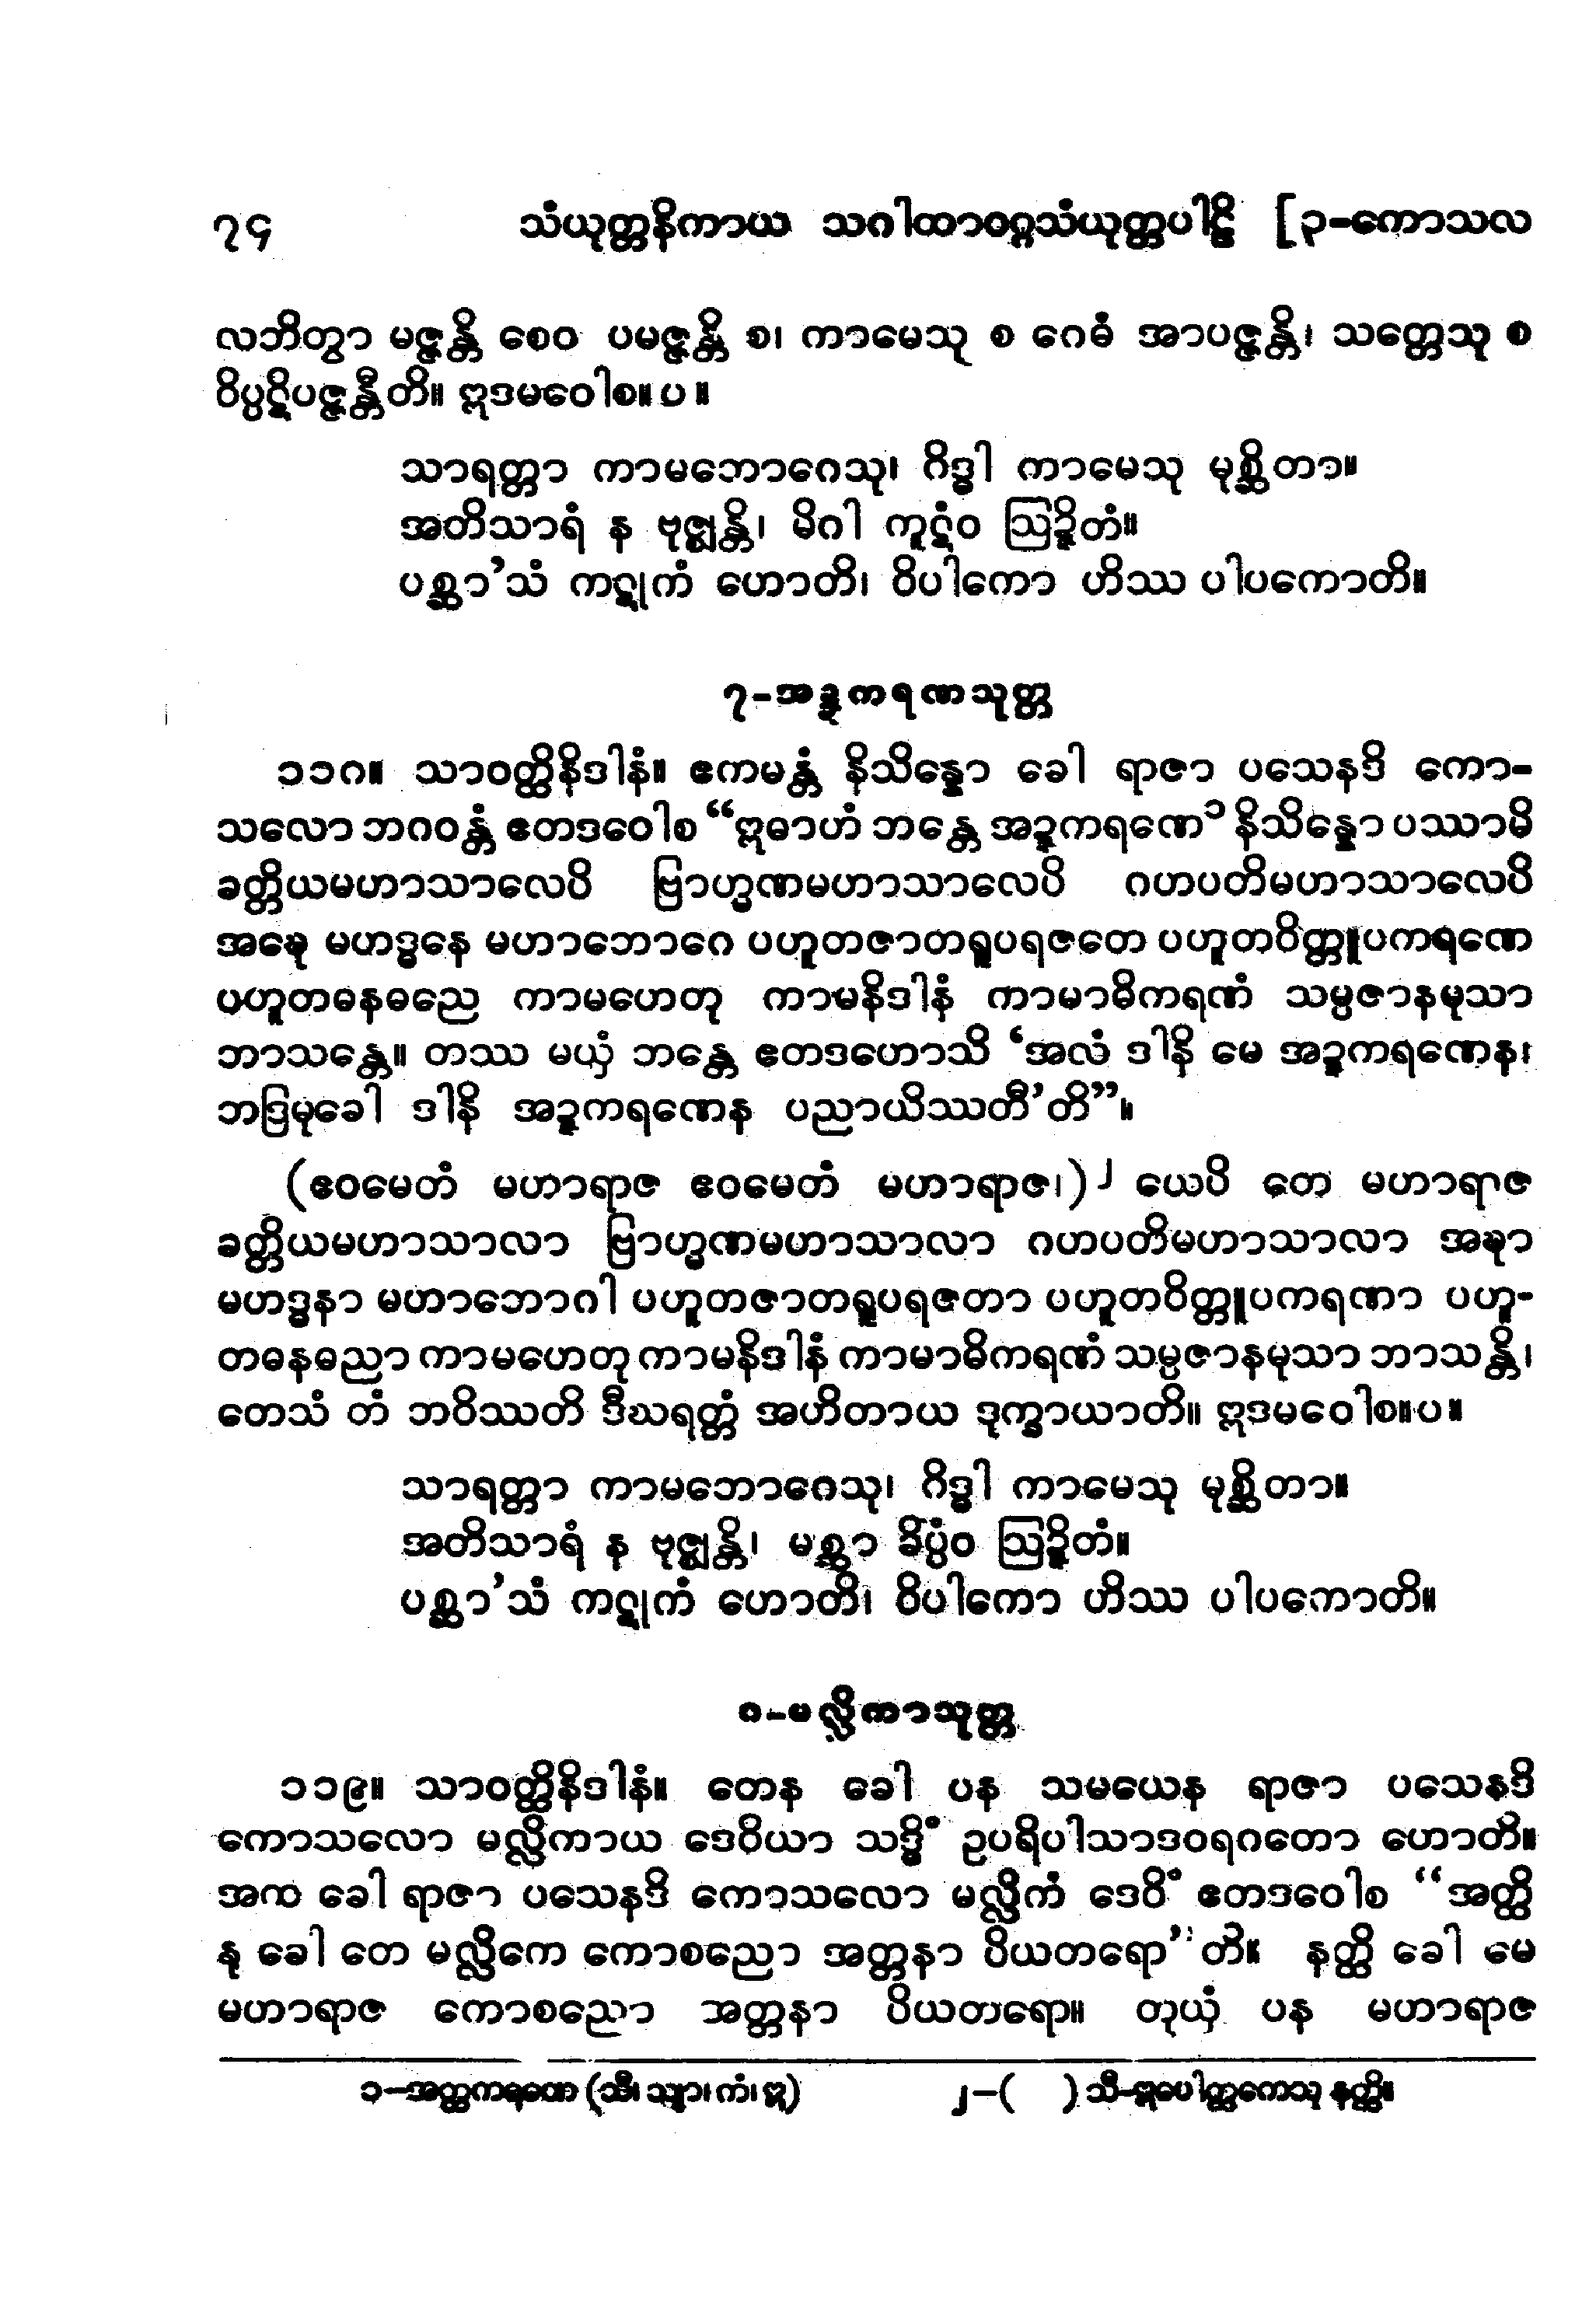 ၇၄ သံယုတ္တနိကာယ သဂါထာဝဂ္ဂသံယုတ္တပါဠိ [၃-ကောသလ
လဘိတွာ မဇ္ဇန္တိ စေဝ ပမဇ္ဇန္တိ စ၊ ကာမေသု စ ဂေဓံ အာပဇ္ဇန္တိ၊ သတ္တေသု စ
ဝိပ္ပဋိပဇ္ဇန္တီတိ။ ဣဒမဝေါစ။ ပ ။
သာရတ္တာ ကာမဘောဂေသု၊ ဂိဒ္ဓါ ကာမေသု မုစ္ဆိတာ။
အတိသာရံ န ဗုဇ္ဈန္တိ၊ မိဂါ ကူဋံဝ ဩဍ္ဍိတံ။
ပစ္ဆာ’သံ ကဋုကံ ဟောတိ၊ ဝိပါကော ဟိဿ ပါပကောတိ။
၇-အဍ္ဍကရဏသုတ္တ
၁၁၈။ သာဝတ္ထိနိဒါနံ။ ဧကမန္တံ နိသိန္နော ခေါ ရာဇာ ပသေနဒိ ကော-
သလော ဘဂဝန္တံ ဧတဒဝေါစ “ဣဓာဟံ ဘန္တေ အဍ္ဍကရဏေ၁ နိသိန္နော ပဿာမိ
ခတ္တိယမဟာသာလေပိ ဗြာဟ္မဏမဟာသာလေပိ ဂဟပတိမဟာသာလေပိ
အဍ္ဎေ မဟဒ္ဓနေ မဟာဘောဂေ ပဟူတဇာတရူပရဇတေ ပဟူတဝိတ္တူပကရဏေ
ပဟူတဓနဓညေ ကာမဟေတု ကာမနိဒါနံ ကာမာဓိကရဏံ သမ္ပဇာနမုသာ
ဘာသန္တေ။ တဿ မယှံ ဘန္တေ ဧတဒဟောသိ ‘အလံ ဒါနိ မေ အဍ္ဍကရဏေန၊
ဘဒြမုခေါ ဒါနိ အဍ္ဍကရဏေန ပညာယိဿတီ’တိ”။
(ဧဝမေတံ မဟာရာဇ ဧဝမေတံ မဟာရာဇ၊)၂ ယေပိ တေ မဟာရာဇ
ခတ္တိယမဟာသာလာ ဗြာဟ္မဏမဟာသာလာ ဂဟပတိမဟာသာလာ အဍ္ဎာ
မဟဒ္ဓနာ မဟာဘောဂါ ပဟူတဇာတရူပရဇတာ ပဟူတဝိတ္တူပကရဏာ ပဟူ-
တဓနဓညာ ကာမဟေတု ကာမနိဒါနံ ကာမာဓိကရဏံ သမ္ပဇာနမုသာ ဘာသန္တိ၊
တေသံ တံ ဘဝိဿတိ ဒီဃရတ္တံ အဟိတာယ ဒုက္ခာယာတိ။ ဣဒမဝေါစ။ ပ ။
သာရတ္တာ ကာမဘောဂေသု၊ ဂိဒ္ဓါ ကာမေသု မုစ္ဆိတာ။
အတိသာရံ န ဗုဇ္ဈန္တိ၊ မစ္ဆာ ခိပ္ပံဝ ဩဍ္ဍိတံ။
ပစ္ဆာ’သံ ကဋုကံ ဟောတိ၊ ဝိပါကော ဟိဿ ပါပကောတိ။
၈-မလ္လိကာသုတ္တ
၁၁၉။ သာဝတ္ထိနိဒါနံ။ တေန ခေါ ပန သမယေန ရာဇာ ပသေနဒိ
ကောသလော မလ္လိကာယ ဒေဝိယာ သဒ္ဓိံ ဥပရိပါသာဒဝရဂတော ဟောတိ။
အထ ခေါ ရာဇာ ပသေနဒိ ကောသလော မလ္လိကံ ဒေဝိံ ဧတဒဝေါစ “အတ္ထိ
နု ခေါ တေ မလ္လိကေ ကောစညော အတ္တနာ ပိယတရော”တိ။ နတ္ထိ ခေါ မေ
မဟာရာဇ ကောစညော အတ္တနာ ပိယတရော။ တုယှံ ပန မဟာရာဇ
၁-အတ္ထကရဏေ (သီ၊ သျာ၊ ကံ၊ ဣ) ၂-( ) သီ-ဣပေါတ္ထကေသု နတ္ထိ။